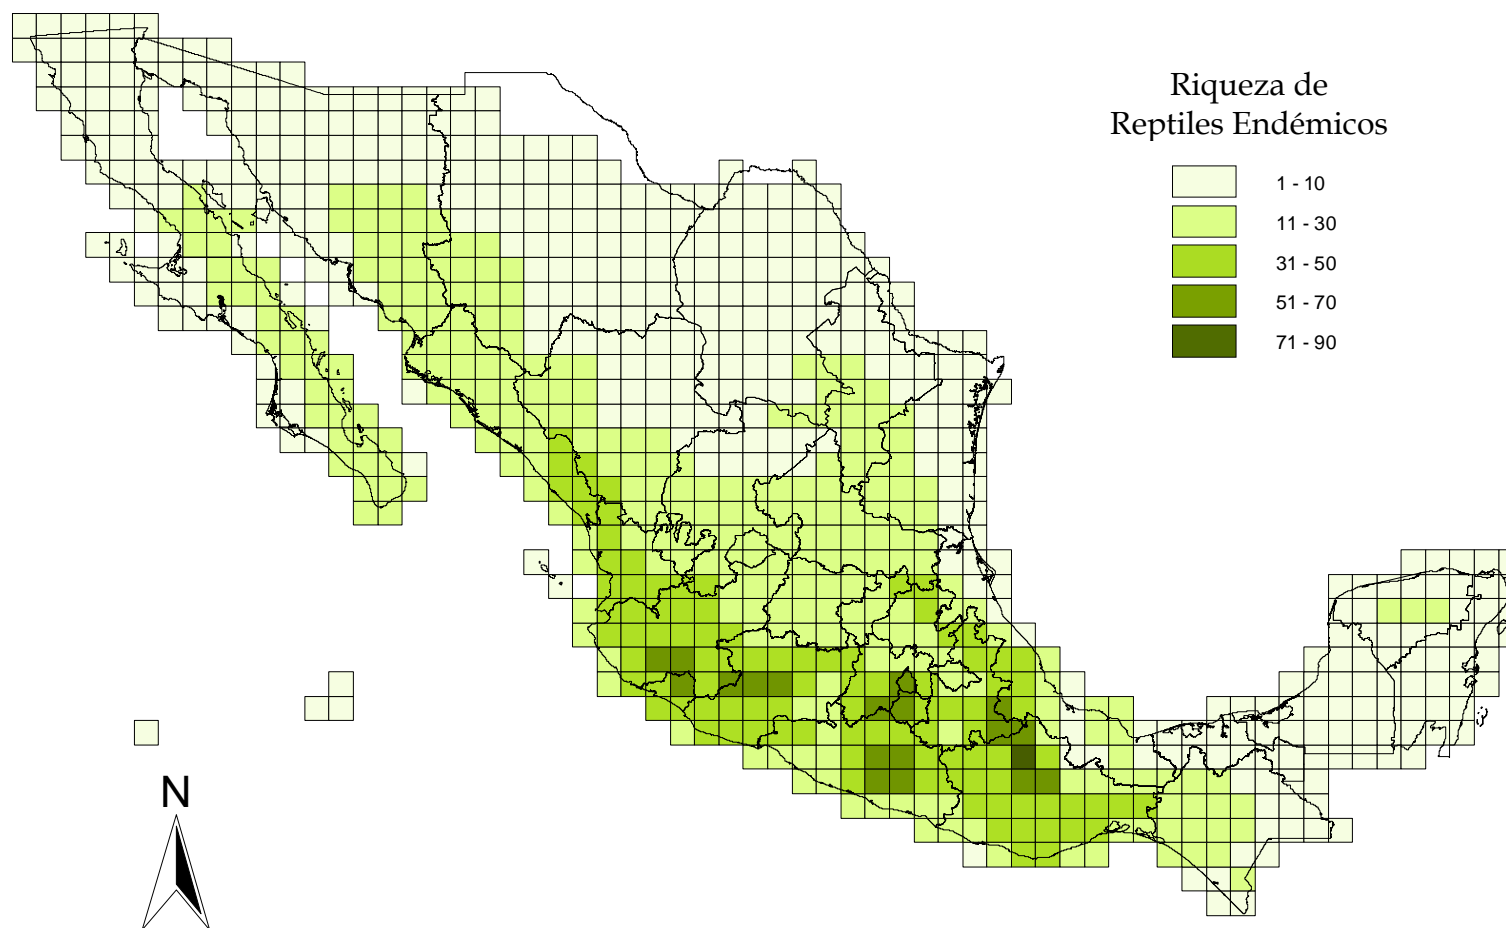 Riqueza de
Reptiles Endémicos
1 - 10
11 - 30
31 - 50
51 - 70
71 - 90
N